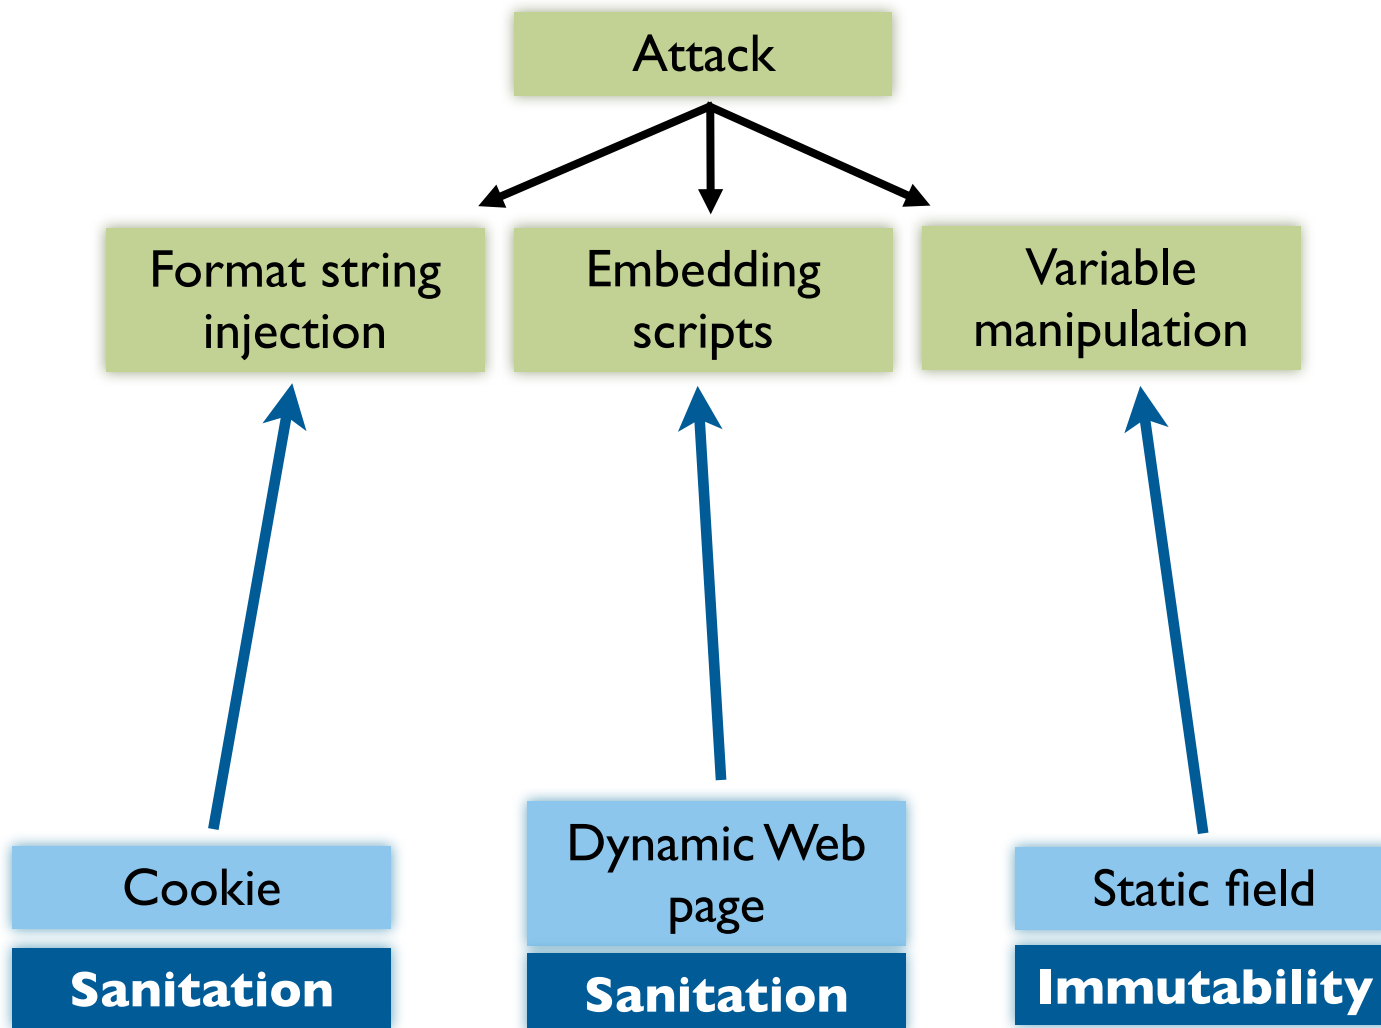 Attack
Format string
injection
Embedding
scripts
Variable
manipulation
Cookie
Sanitation
Dynamic Web
page
Sanitation
Static field
Immutability